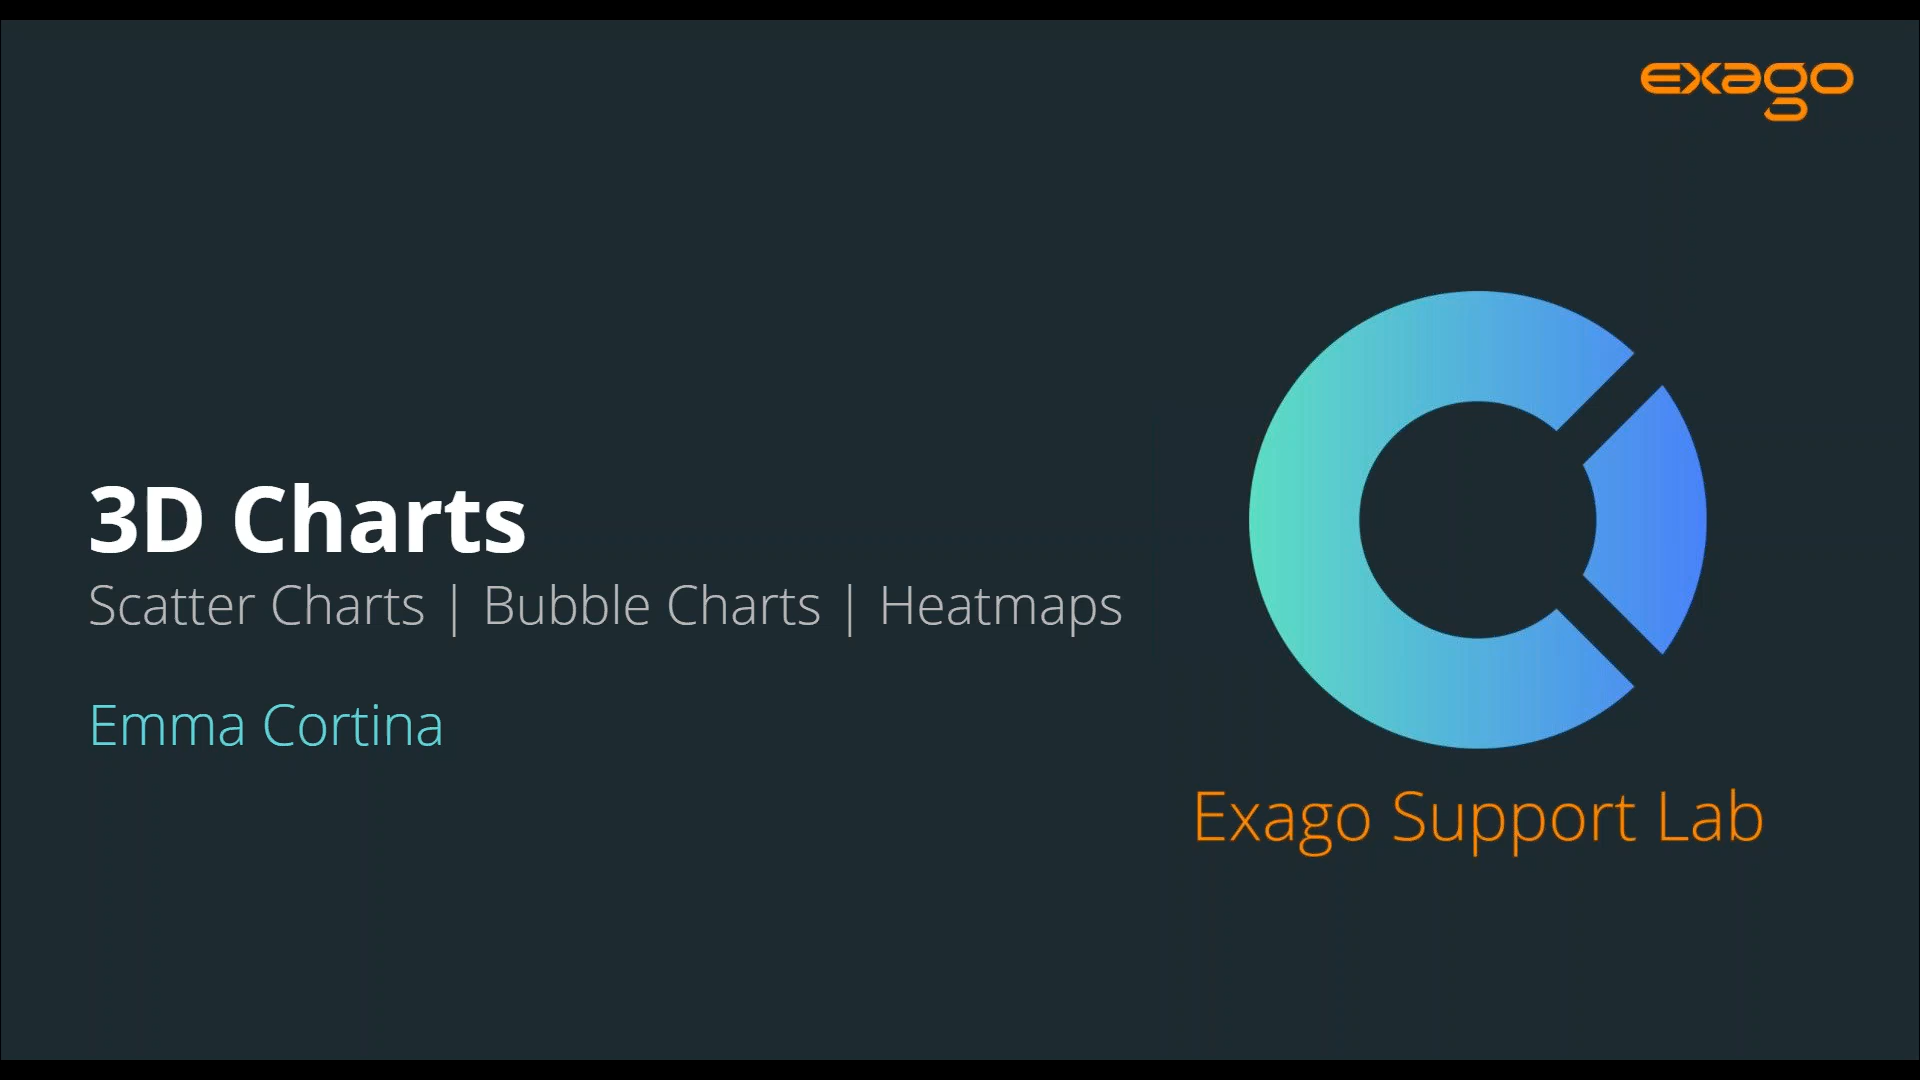 exago
3D Charts
Scatter Charts | Bubble Charts | Heatmaps
Emma Cortina
Exago Support Lab